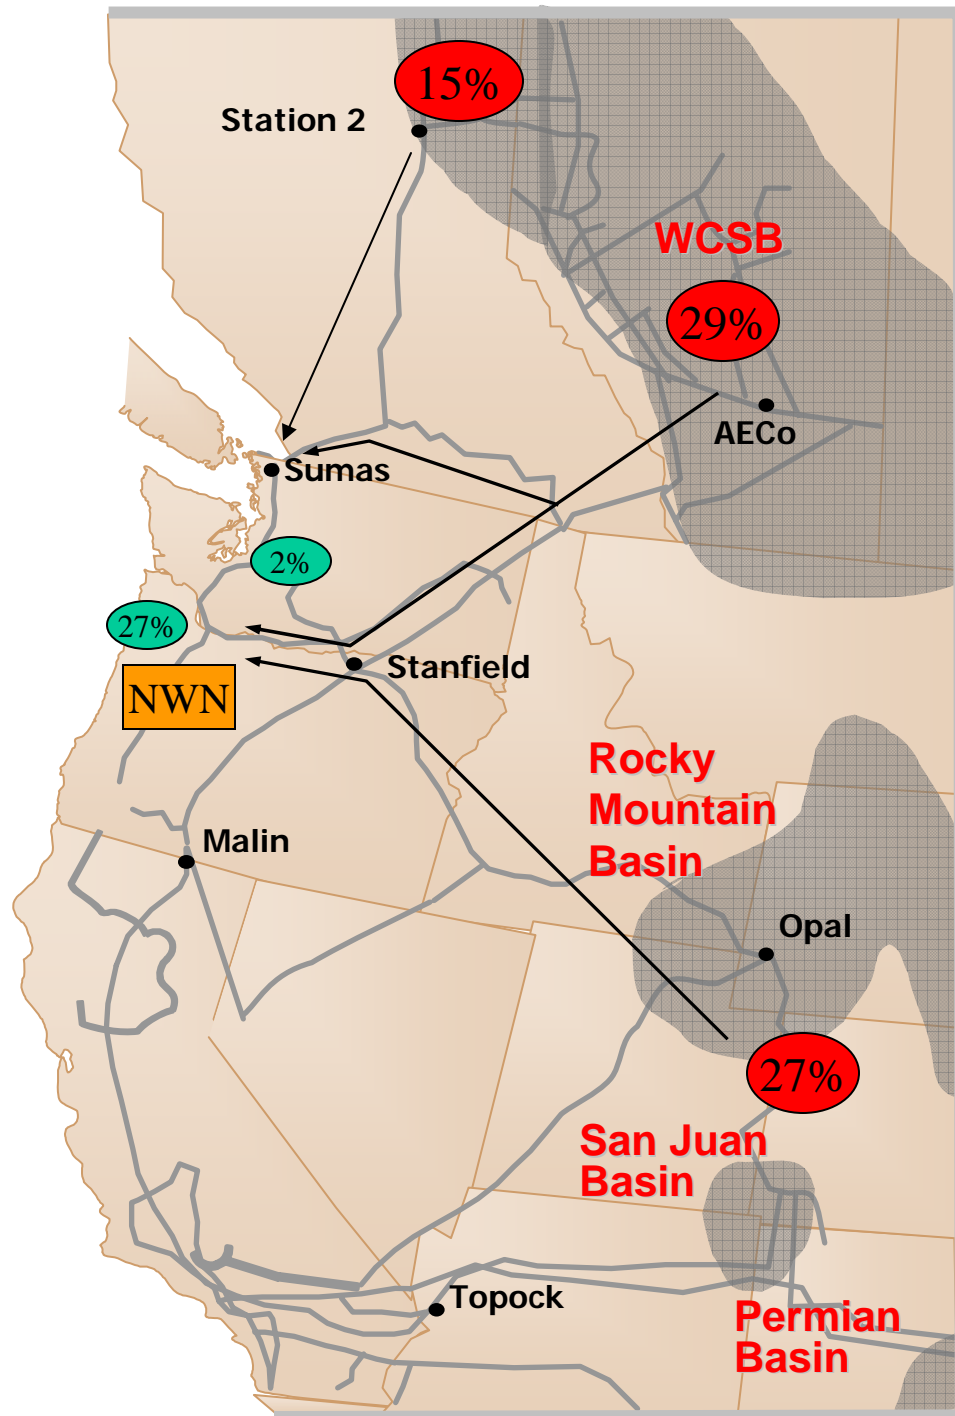 15%
Station 2
WCSB
29%
AECo
Sumas
2%
27%
Stanfield
NWN
Rocky
Mountain
Basin
Malin
Opal
27%
San Juan
Basin
Topock
Permian
Basin